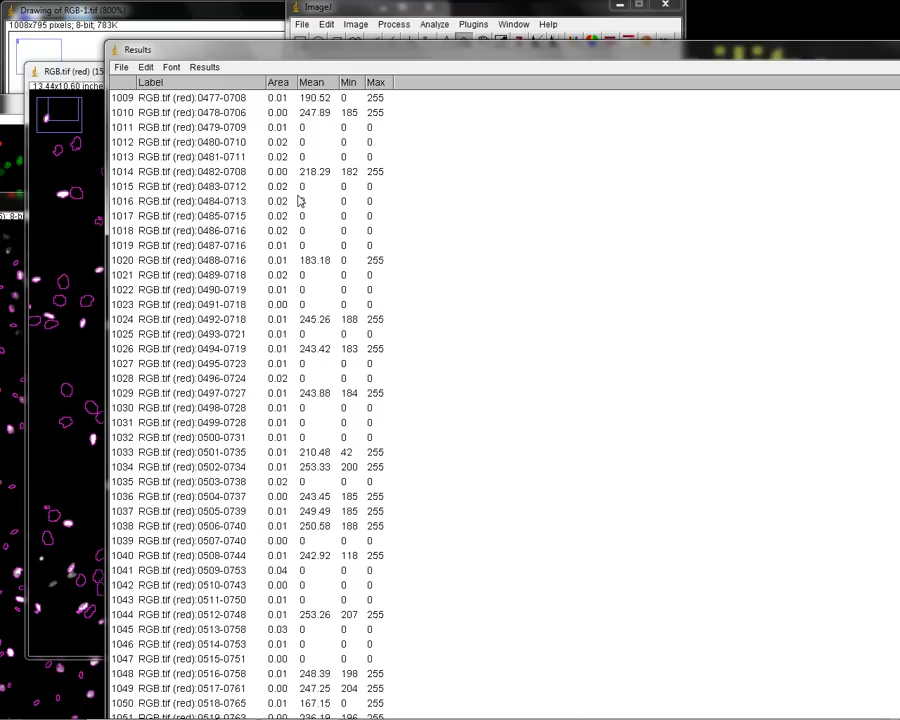 Drawing of RGB-1.tif (800%)
1008x795 pixels; 8-bit; 783K
ImageJ
File Edit Image Process Analyze Plugins Window Help
RGB.tif (red) (15
13.44x10.60 inche
Results
File Edit Font Results
Label Area Mean Min Max
1009 RGB.tif (red):0477-0708 0.01 190.52 0 255
1010 RGB.tif (red):0478-0706 0.00 247.89 185 255
1011 RGB.tif (red):0479-0709 0.01 0 0 0
1012 RGB.tif (red):0480-0710 0.02 0 0 0
1013 RGB.tif (red):0481-0711 0.02 0 0 0
1014 RGB.tif (red):0482-0708 0.00 218.29 182 255
1015 RGB.tif (red):0483-0712 0.02 0 0 0
1016 RGB.tif (red):0484-0713 0.02 0 0 0
1017 RGB.tif (red):0485-0715 0.02 0 0 0
1018 RGB.tif (red):0486-0716 0.02 0 0 0
1019 RGB.tif (red):0487-0716 0.01 0 0 0
1020 RGB.tif (red):0488-0716 0.01 183.18 0 255
1021 RGB.tif (red):0489-0718 0.02 0 0 0
1022 RGB.tif (red):0490-0719 0.01 0 0 0
1023 RGB.tif (red):0491-0718 0.00 0 0 0
1024 RGB.tif (red):0492-0718 0.01 245.26 188 255
1025 RGB.tif (red):0493-0721 0.01 0 0 0
1026 RGB.tif (red):0494-0719 0.01 243.42 183 255
1027 RGB.tif (red):0495-0723 0.01 0 0 0
1028 RGB.tif (red):0496-0724 0.02 0 0 0
1029 RGB.tif (red):0497-0727 0.01 243.88 184 255
1030 RGB.tif (red):0498-0728 0.01 0 0 0
1031 RGB.tif (red):0499-0728 0.01 0 0 0
1032 RGB.tif (red):0500-0731 0.01 0 0 0
1033 RGB.tif (red):0501-0735 0.01 210.48 42 255
1034 RGB.tif (red):0502-0734 0.01 253.33 200 255
1035 RGB.tif (red):0503-0738 0.02 0 0 0
1036 RGB.tif (red):0504-0737 0.00 243.45 185 255
1037 RGB.tif (red):0505-0739 0.01 249.49 185 255
1038 RGB.tif (red):0506-0740 0.01 250.58 188 255
1039 RGB.tif (red):0507-0740 0.00 0 0 0
1040 RGB.tif (red):0508-0744 0.01 242.92 118 255
1041 RGB.tif (red):0509-0753 0.04 0 0 0
1042 RGB.tif (red):0510-0743 0.00 0 0 0
1043 RGB.tif (red):0511-0750 0.01 0 0 0
1044 RGB.tif (red):0512-0748 0.01 253.26 207 255
1045 RGB.tif (red):0513-0758 0.03 0 0 0
1046 RGB.tif (red):0514-0753 0.01 0 0 0
1047 RGB.tif (red):0515-0751 0.00 0 0 0
1048 RGB.tif (red):0516-0758 0.01 248.39 198 255
1049 RGB.tif (red):0517-0761 0.00 247.25 204 255
1050 RGB.tif (red):0518-0765 0.01 167.15 0 255
1051 RGB.tif (red):0519-0763 0.00 236.19 196 255